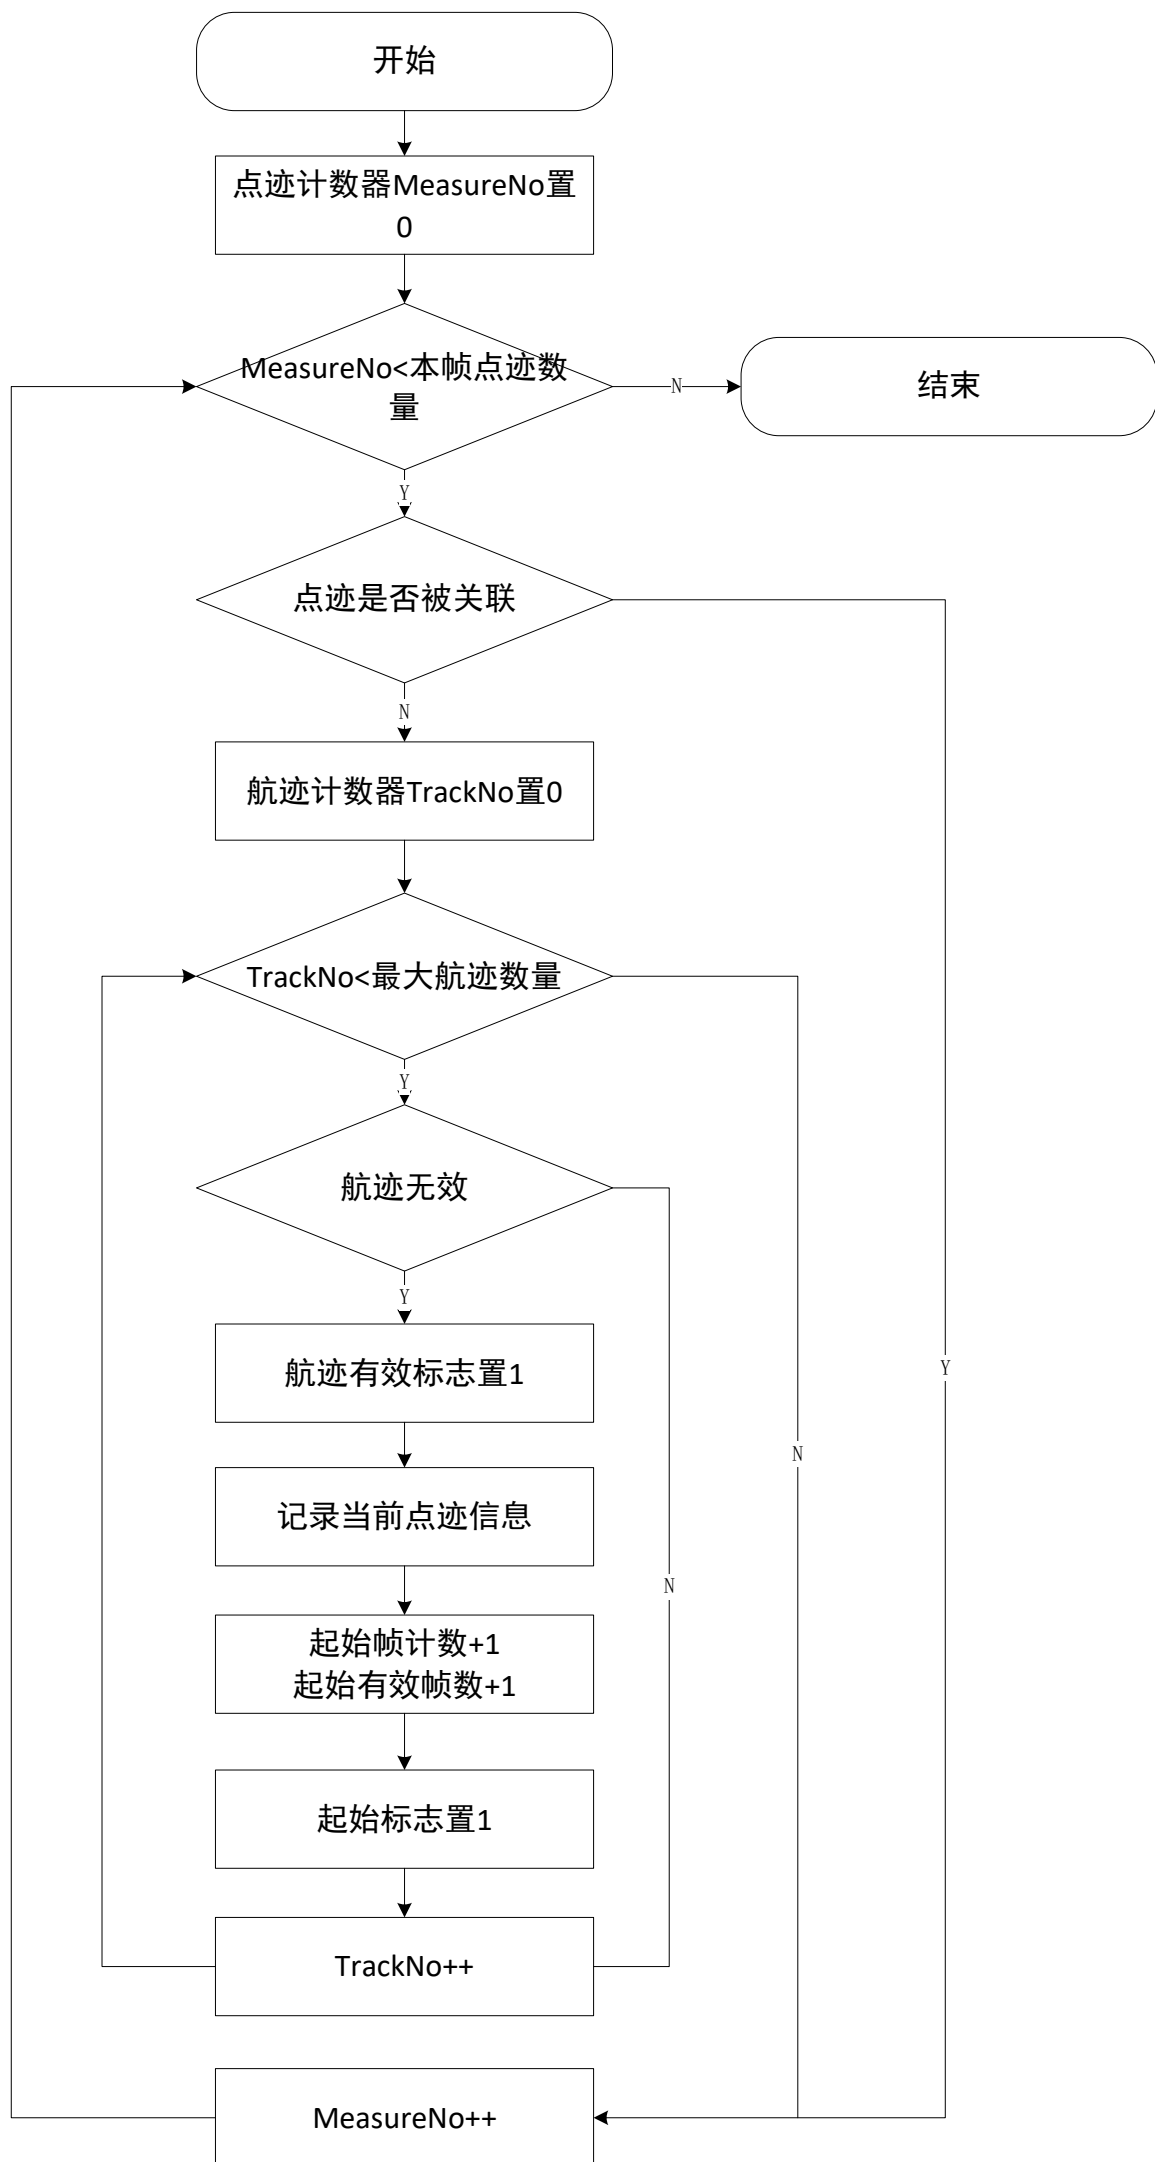 开始
点迹计数器MeasureNo置
0
MeasureNo<本帧点迹数
量
N
结束
Y
点迹是否被关联
N
航迹计数器TrackNo置0
TrackNo<最大航迹数量
Y
航迹无效
Y
航迹有效标志置1
Y
N
记录当前点迹信息
N
起始帧计数+1
起始有效帧数+1
起始标志置1
TrackNo++
MeasureNo++